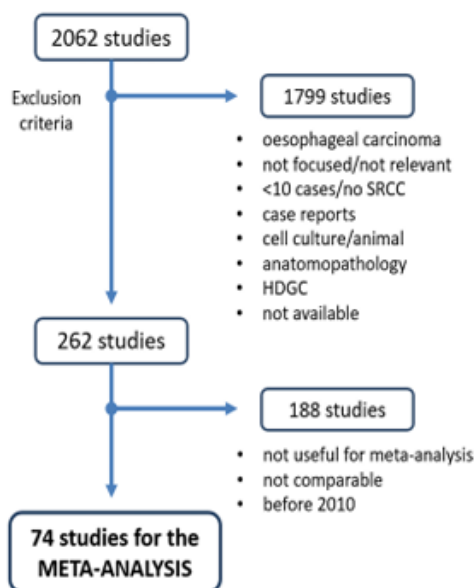 2062 studies
Exclusion
criteria
1799 studies
• oesophageal carcinoma
• not focused/not relevant
• <10 cases/no SRCC
• case reports
• cell culture/animal
• anatomopathology
• HDGC
• not available
262 studies
188 studies
• not useful for meta-analysis
• not comparable
• before 2010
74 studies for the
META-ANALYSIS